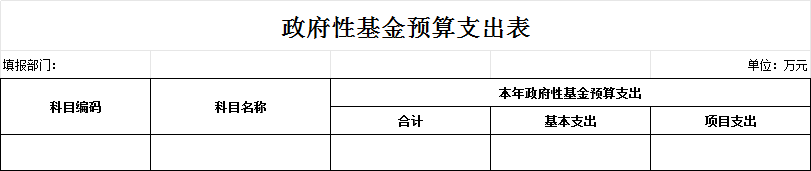 政府性基金预算支出表
填报部门： 单位：万元
科目编码 科目名称 本年政府性基金预算支出
合计 基本支出 项目支出